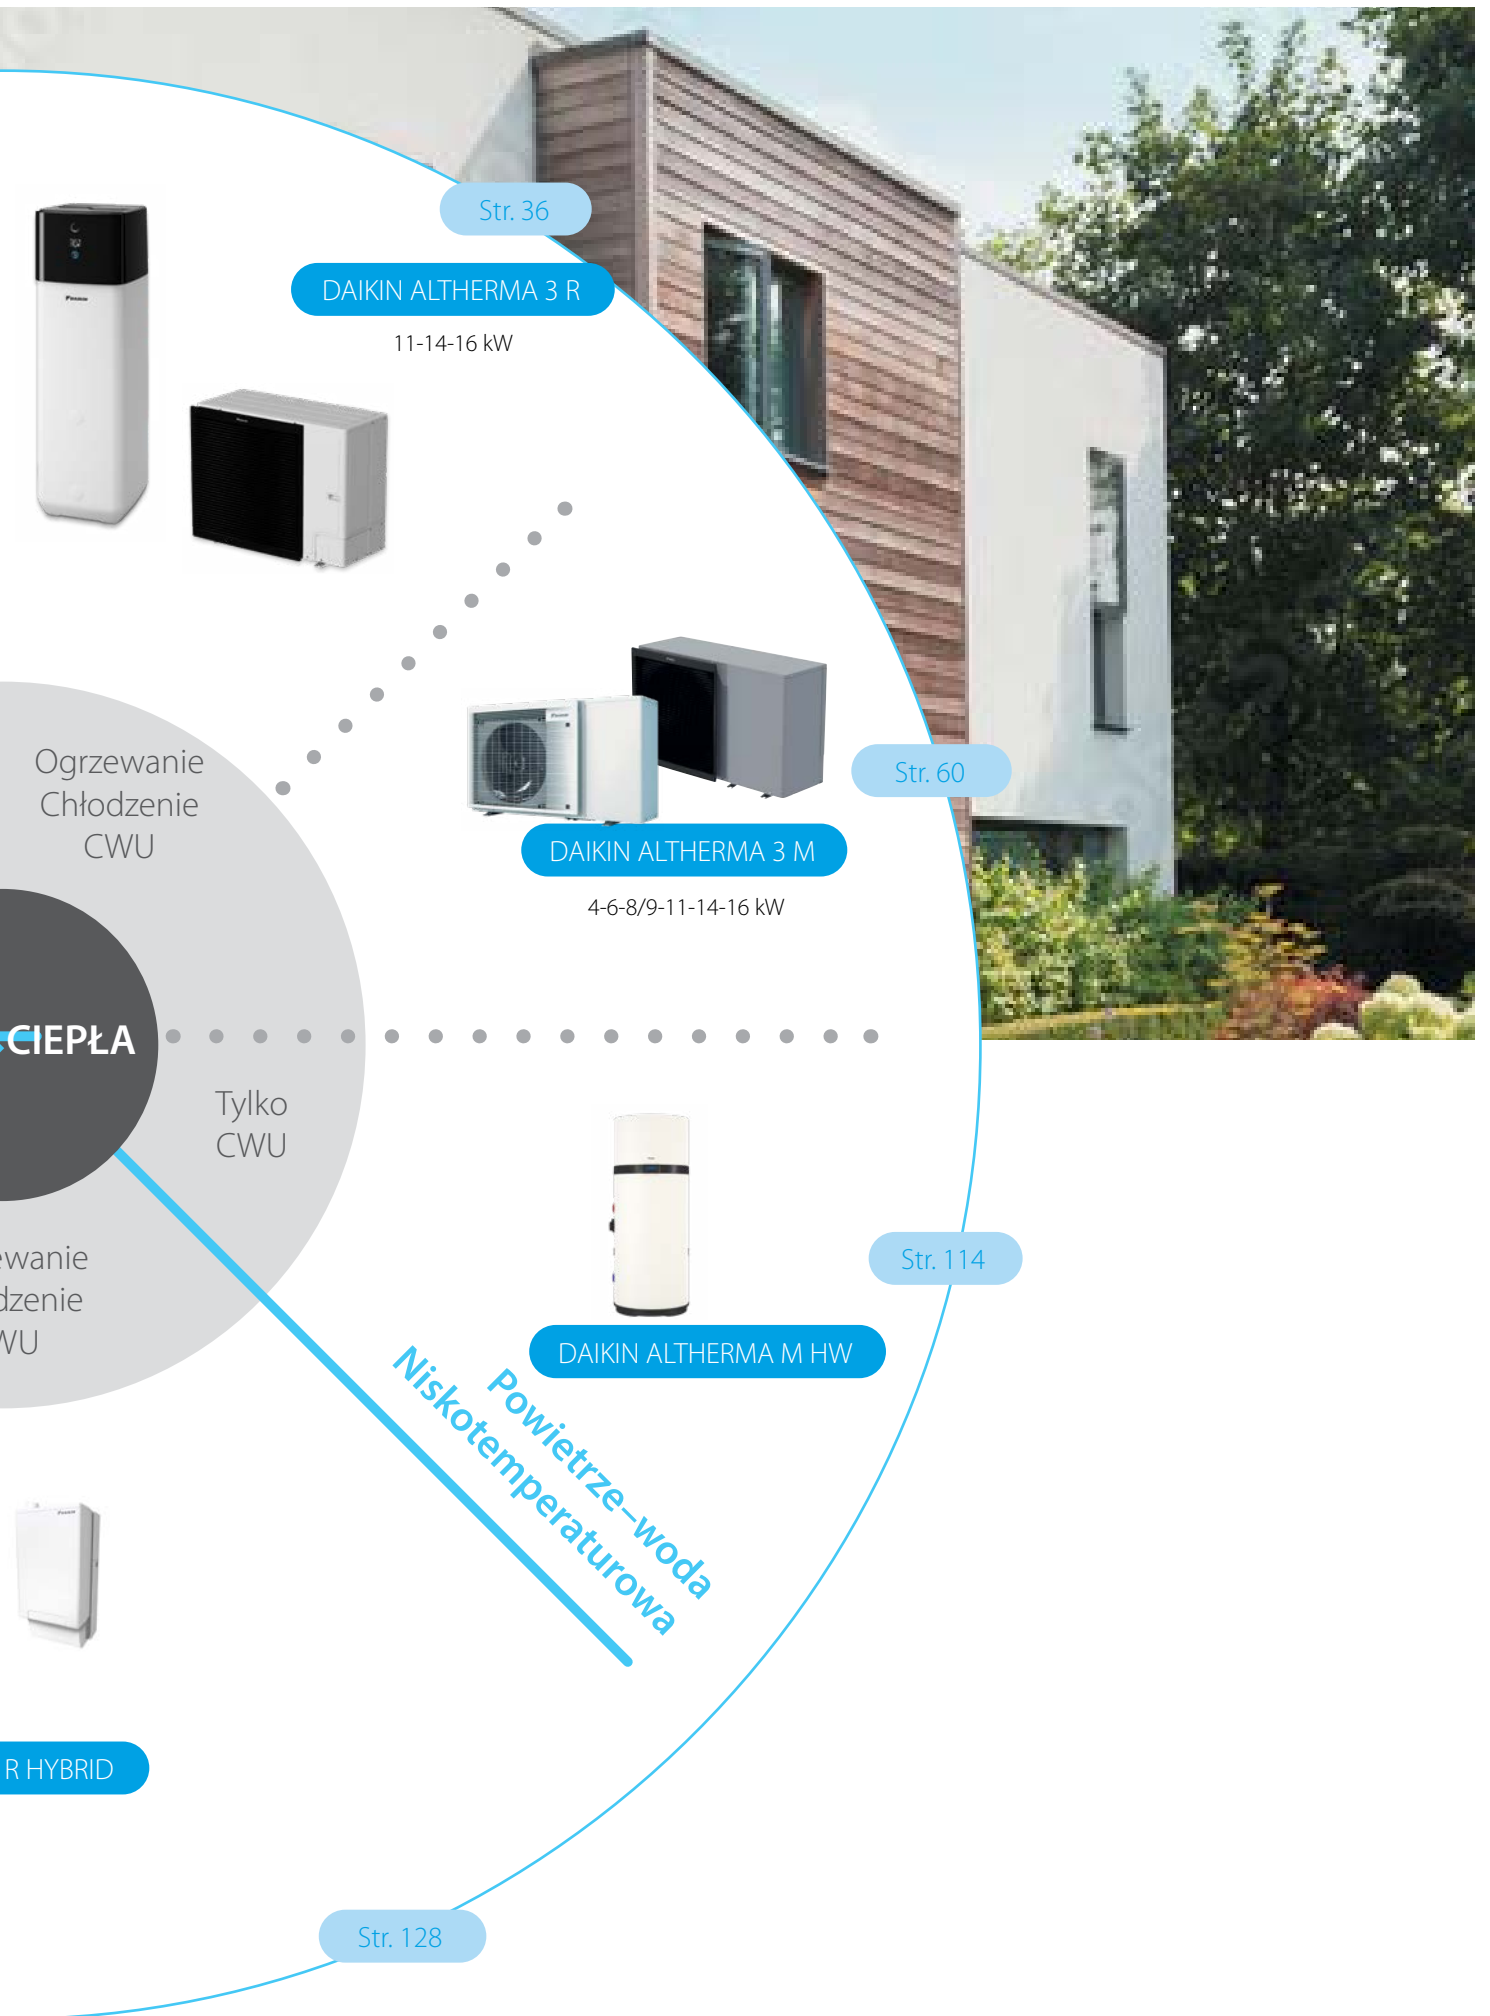 Str. 36
DAIKIN ALTHERMA 3 R
11-14-16 kW
Ogrzewanie
Chłodzenie
CWU
Str. 60
DAIKIN ALTHERMA 3 M
4-6-8/9-11-14-16 kW
CIEPŁA
Tylko
CWU
Str. 114
DAIKIN ALTHERMA M HW
ewanie
dzenie
WU
Powietrze–woda
Niskotemperaturowa
R HYBRID
Str. 128